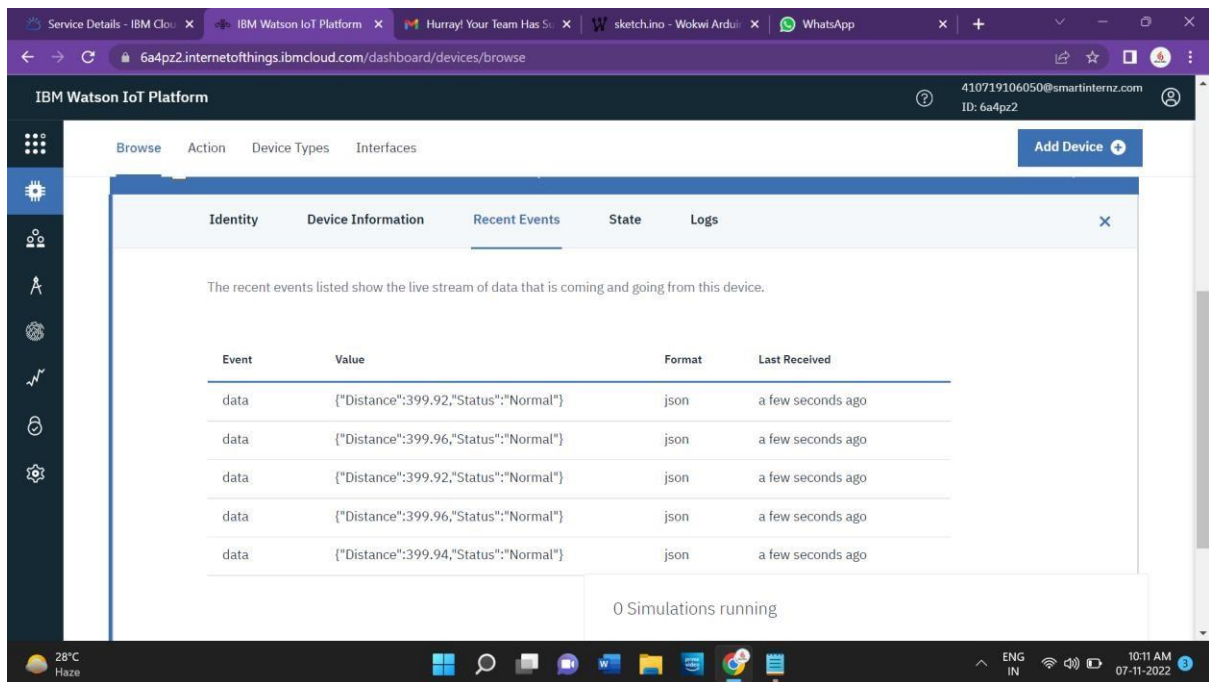 Service Details - IBM Clou
IBM Watson IoT Platform
Hurray! Your Team Has Su
sketch.ino - Wokwi Arduin
WhatsApp
6a4pz2.internetofthings.ibmcloud.com/dashboard/devices/browse
IBM Watson IoT Platform
410719106050@smartinternz.com
ID: 6a4pz2
Browse Action Device Types Interfaces
Add Device
Identity Device Information Recent Events State Logs
The recent events listed show the live stream of data that is coming and going from this device.
Event Value Format Last Received
data {"Distance":399.92,"Status":"Normal"} json a few seconds ago
data {"Distance":399.96,"Status":"Normal"} json a few seconds ago
data {"Distance":399.92,"Status":"Normal"} json a few seconds ago
data {"Distance":399.96,"Status":"Normal"} json a few seconds ago
data {"Distance":399.94,"Status":"Normal"} json a few seconds ago
0 Simulations running
28°C
Haze
ENG
IN
10:11 AM
07-11-2022
3